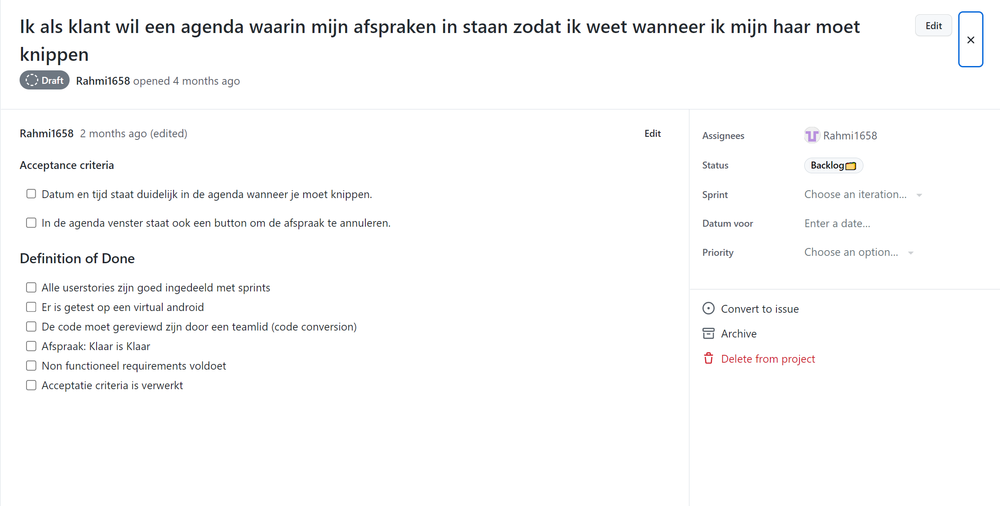 Ik als klant wil een agenda waarin mijn afspraken in staan zodat ik weet wanneer ik mijn haar moet
knippen
Edit
Draft
Rahmi1658 opened 4 months ago
Rahmi1658 2 months ago (edited)
Edit
Acceptance criteria
Datum en tijd staat duidelijk in de agenda wanneer je moet knippen.
In de agenda venster staat ook een button om de afspraak te annuleren.
Definition of Done
Alle userstories zijn goed ingedeeld met sprints
Er is getest op een virtual android
De code moet gereviewd zijn door een teamlid (code conversion)
Afspraak: Klaar is Klaar
Non functioneel requirements voldoet
Acceptatie criteria is verwerkt
Assignees Rahmi1658
Status Backlog
Sprint Choose an iteration...
Datum voor Enter a date...
Priority Choose an option...
Convert to issue
Archive
Delete from project